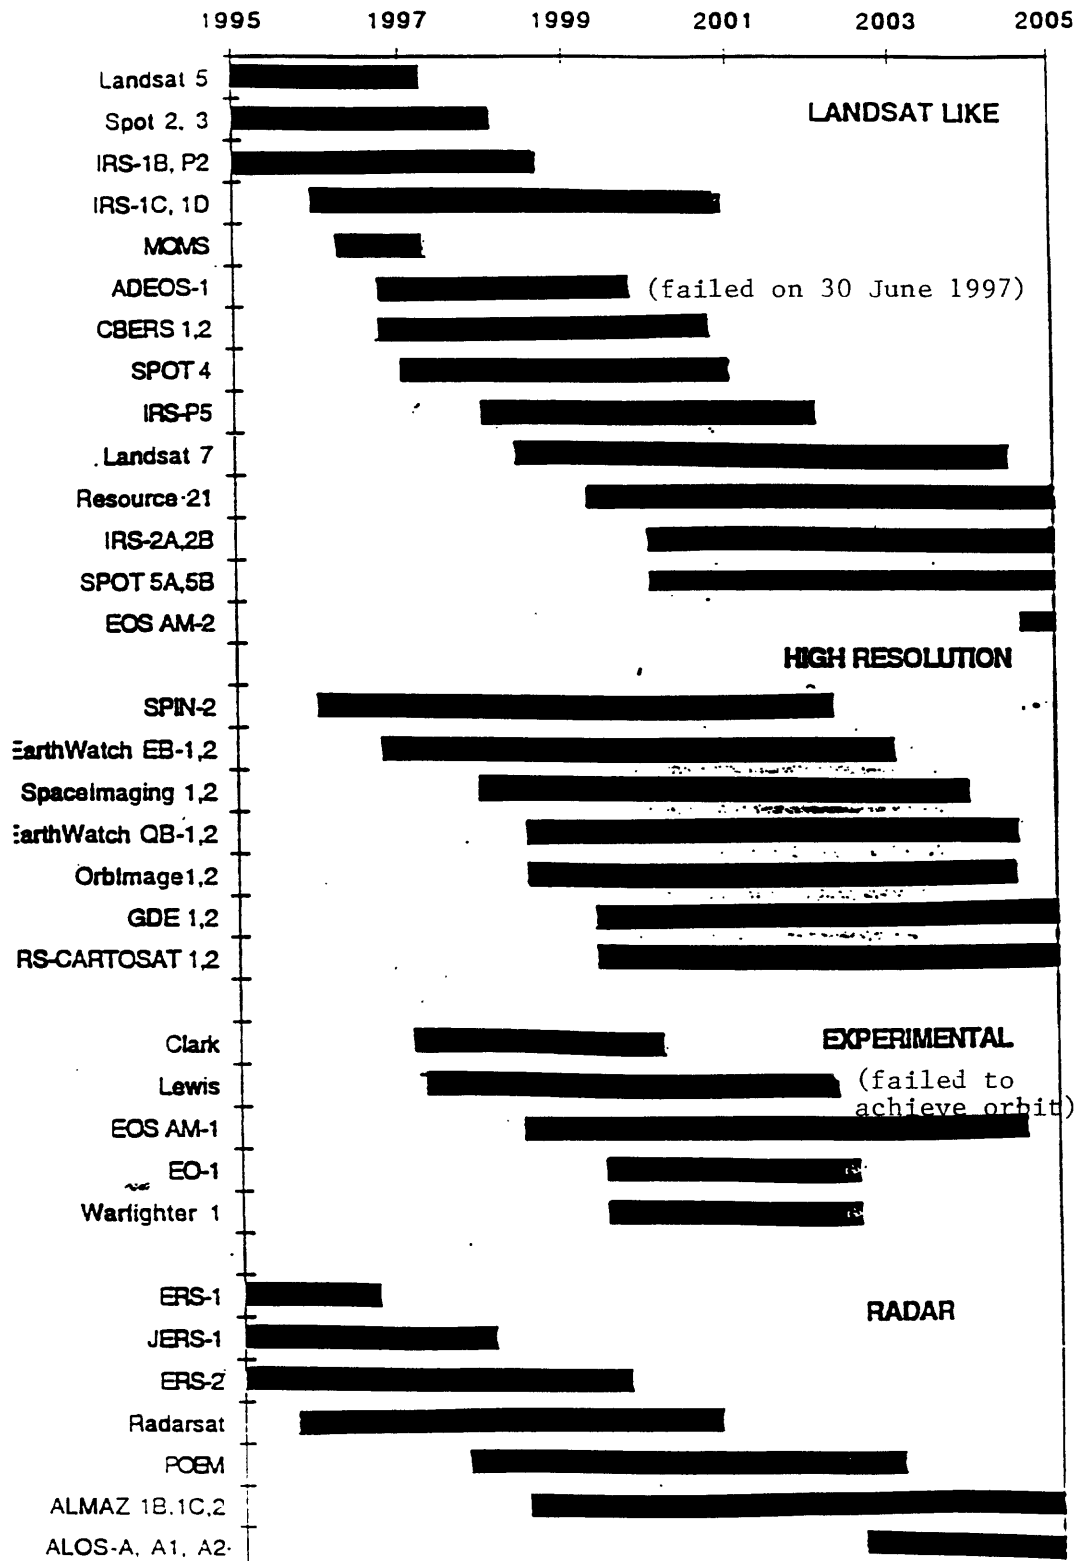 1995 1997 1999 2001 2003 2005
Landsat 5
LANDSAT LIKE
Spot 2, 3
IRS-1B, P2
IRS-1C, 1D
MOMS
ADEOS-1 (failed on 30 June 1997)
CBERS 1,2
SPOT 4
IRS-P5
Landsat 7
Resource 21
IRS-2A,2B
SPOT 5A,5B
EOS AM-2
HIGH RESOLUTION
SPIN-2
EarthWatch EB-1,2
SpaceImaging 1,2
EarthWatch QB-1,2
OrbImage1,2
GDE 1,2
RS-CARTOSAT 1,2
EXPERIMENTAL
Clark
Lewis (failed to
achieve orbit)
EOS AM-1
EO-1
Warfighter 1
ERS-1
RADAR
JERS-1
ERS-2
Radarsat
POEM
ALMAZ 1B.1C,2
ALOS-A, A1, A2